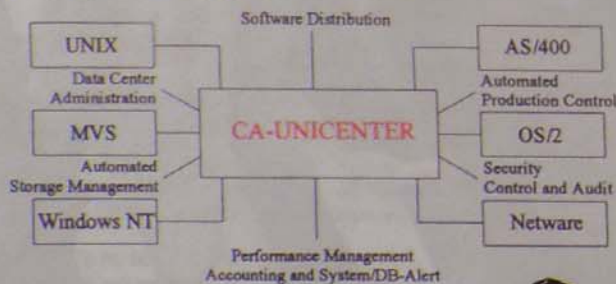 Software Distribution
UNIX
AS/400
Data Center
Administration
Automated
Production Control
MVS
CA-UNICENTER
OS/2
Automated
Storage Management
Security
Control and Audit
Windows NT
Netware
Performance Management
Accounting and System/DB-Alert